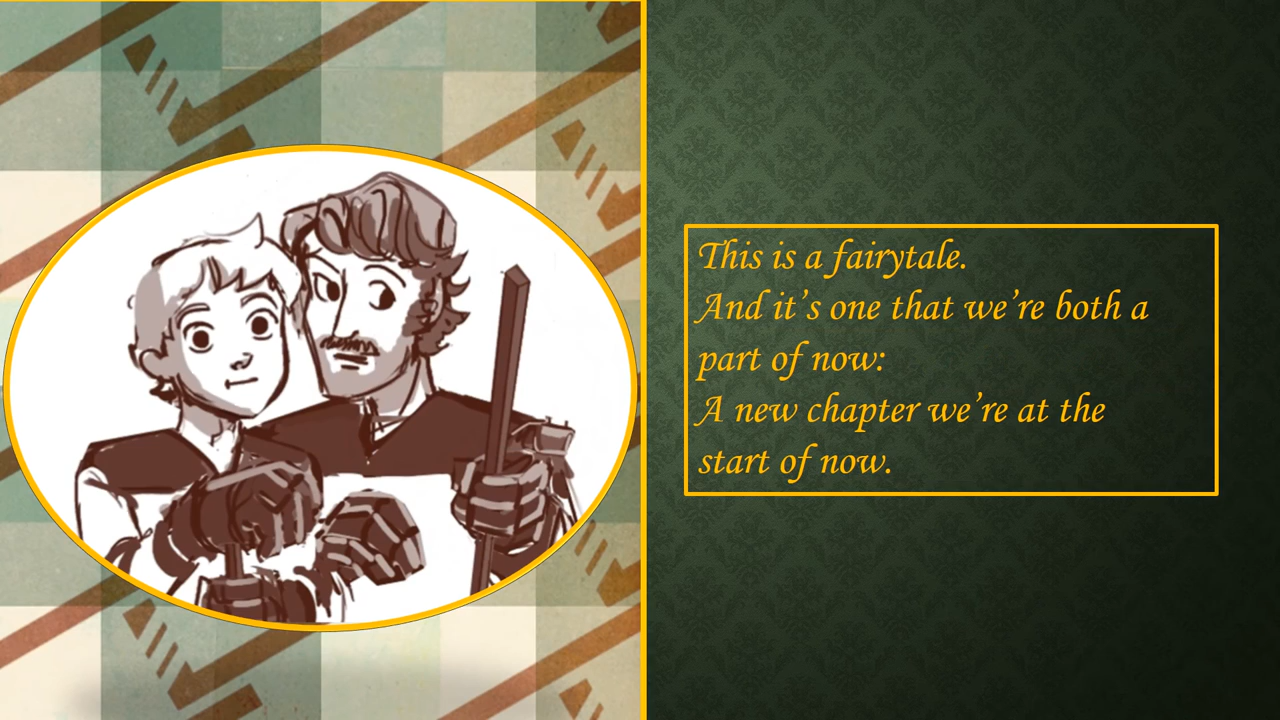 This is a fairytale.
And it’s one that we’re both a
part of now:
A new chapter we’re at the
start of now.